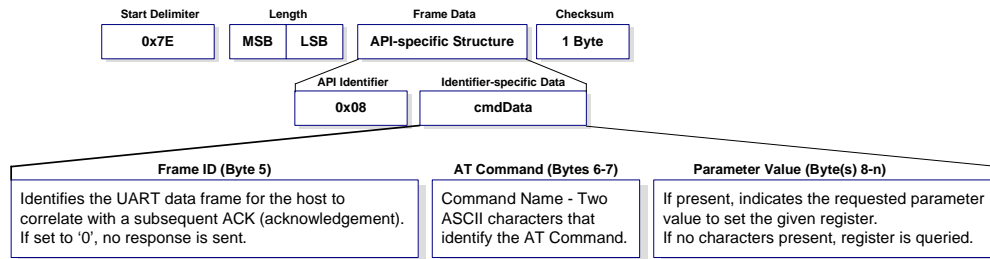 Start Delimiter
Length
Frame Data
Checksum
0x7E
MSB
LSB
API-specific Structure
1 Byte
API Identifier
Identifier-specific Data
0x08
cmdData
Frame ID (Byte 5)
Identifies the UART data frame for the host to
correlate with a subsequent ACK (acknowledgement).
If set to ‘0’, no response is sent.
AT Command (Bytes 6-7)
Command Name - Two
ASCII characters that
identify the AT Command.
Parameter Value (Byte(s) 8-n)
If present, indicates the requested parameter
value to set the given register.
If no characters present, register is queried.